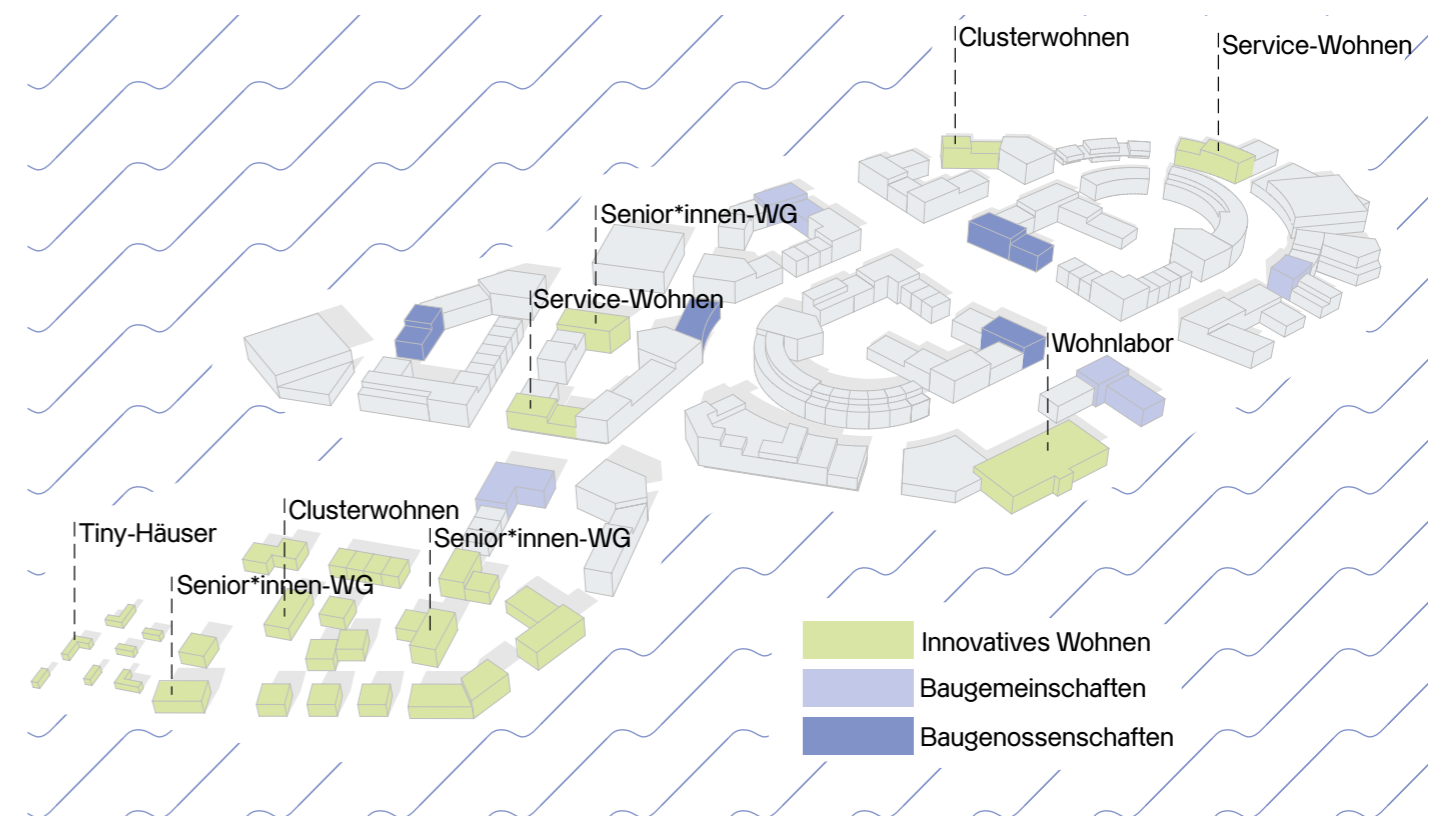 Clusterwohnen
Service-Wohnen
Senior*innen-WG
Service-Wohnen
Wohnlabor
Clusterwohnen
Tiny-Häuser
Senior*innen-WG
Senior*innen-WG
Innovatives Wohnen
Baugemeinschaften
Baugenossenschaften